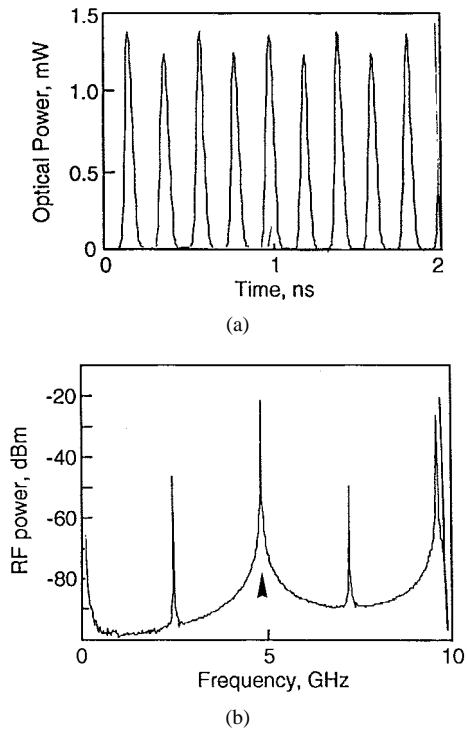 1.5
1.0
0.5
0
Optical Power, mW
0 1 2
Time, ns
(a)
-20
-40
-60
-80
RF power, dBm
0 5 10
Frequency, GHz
(b)